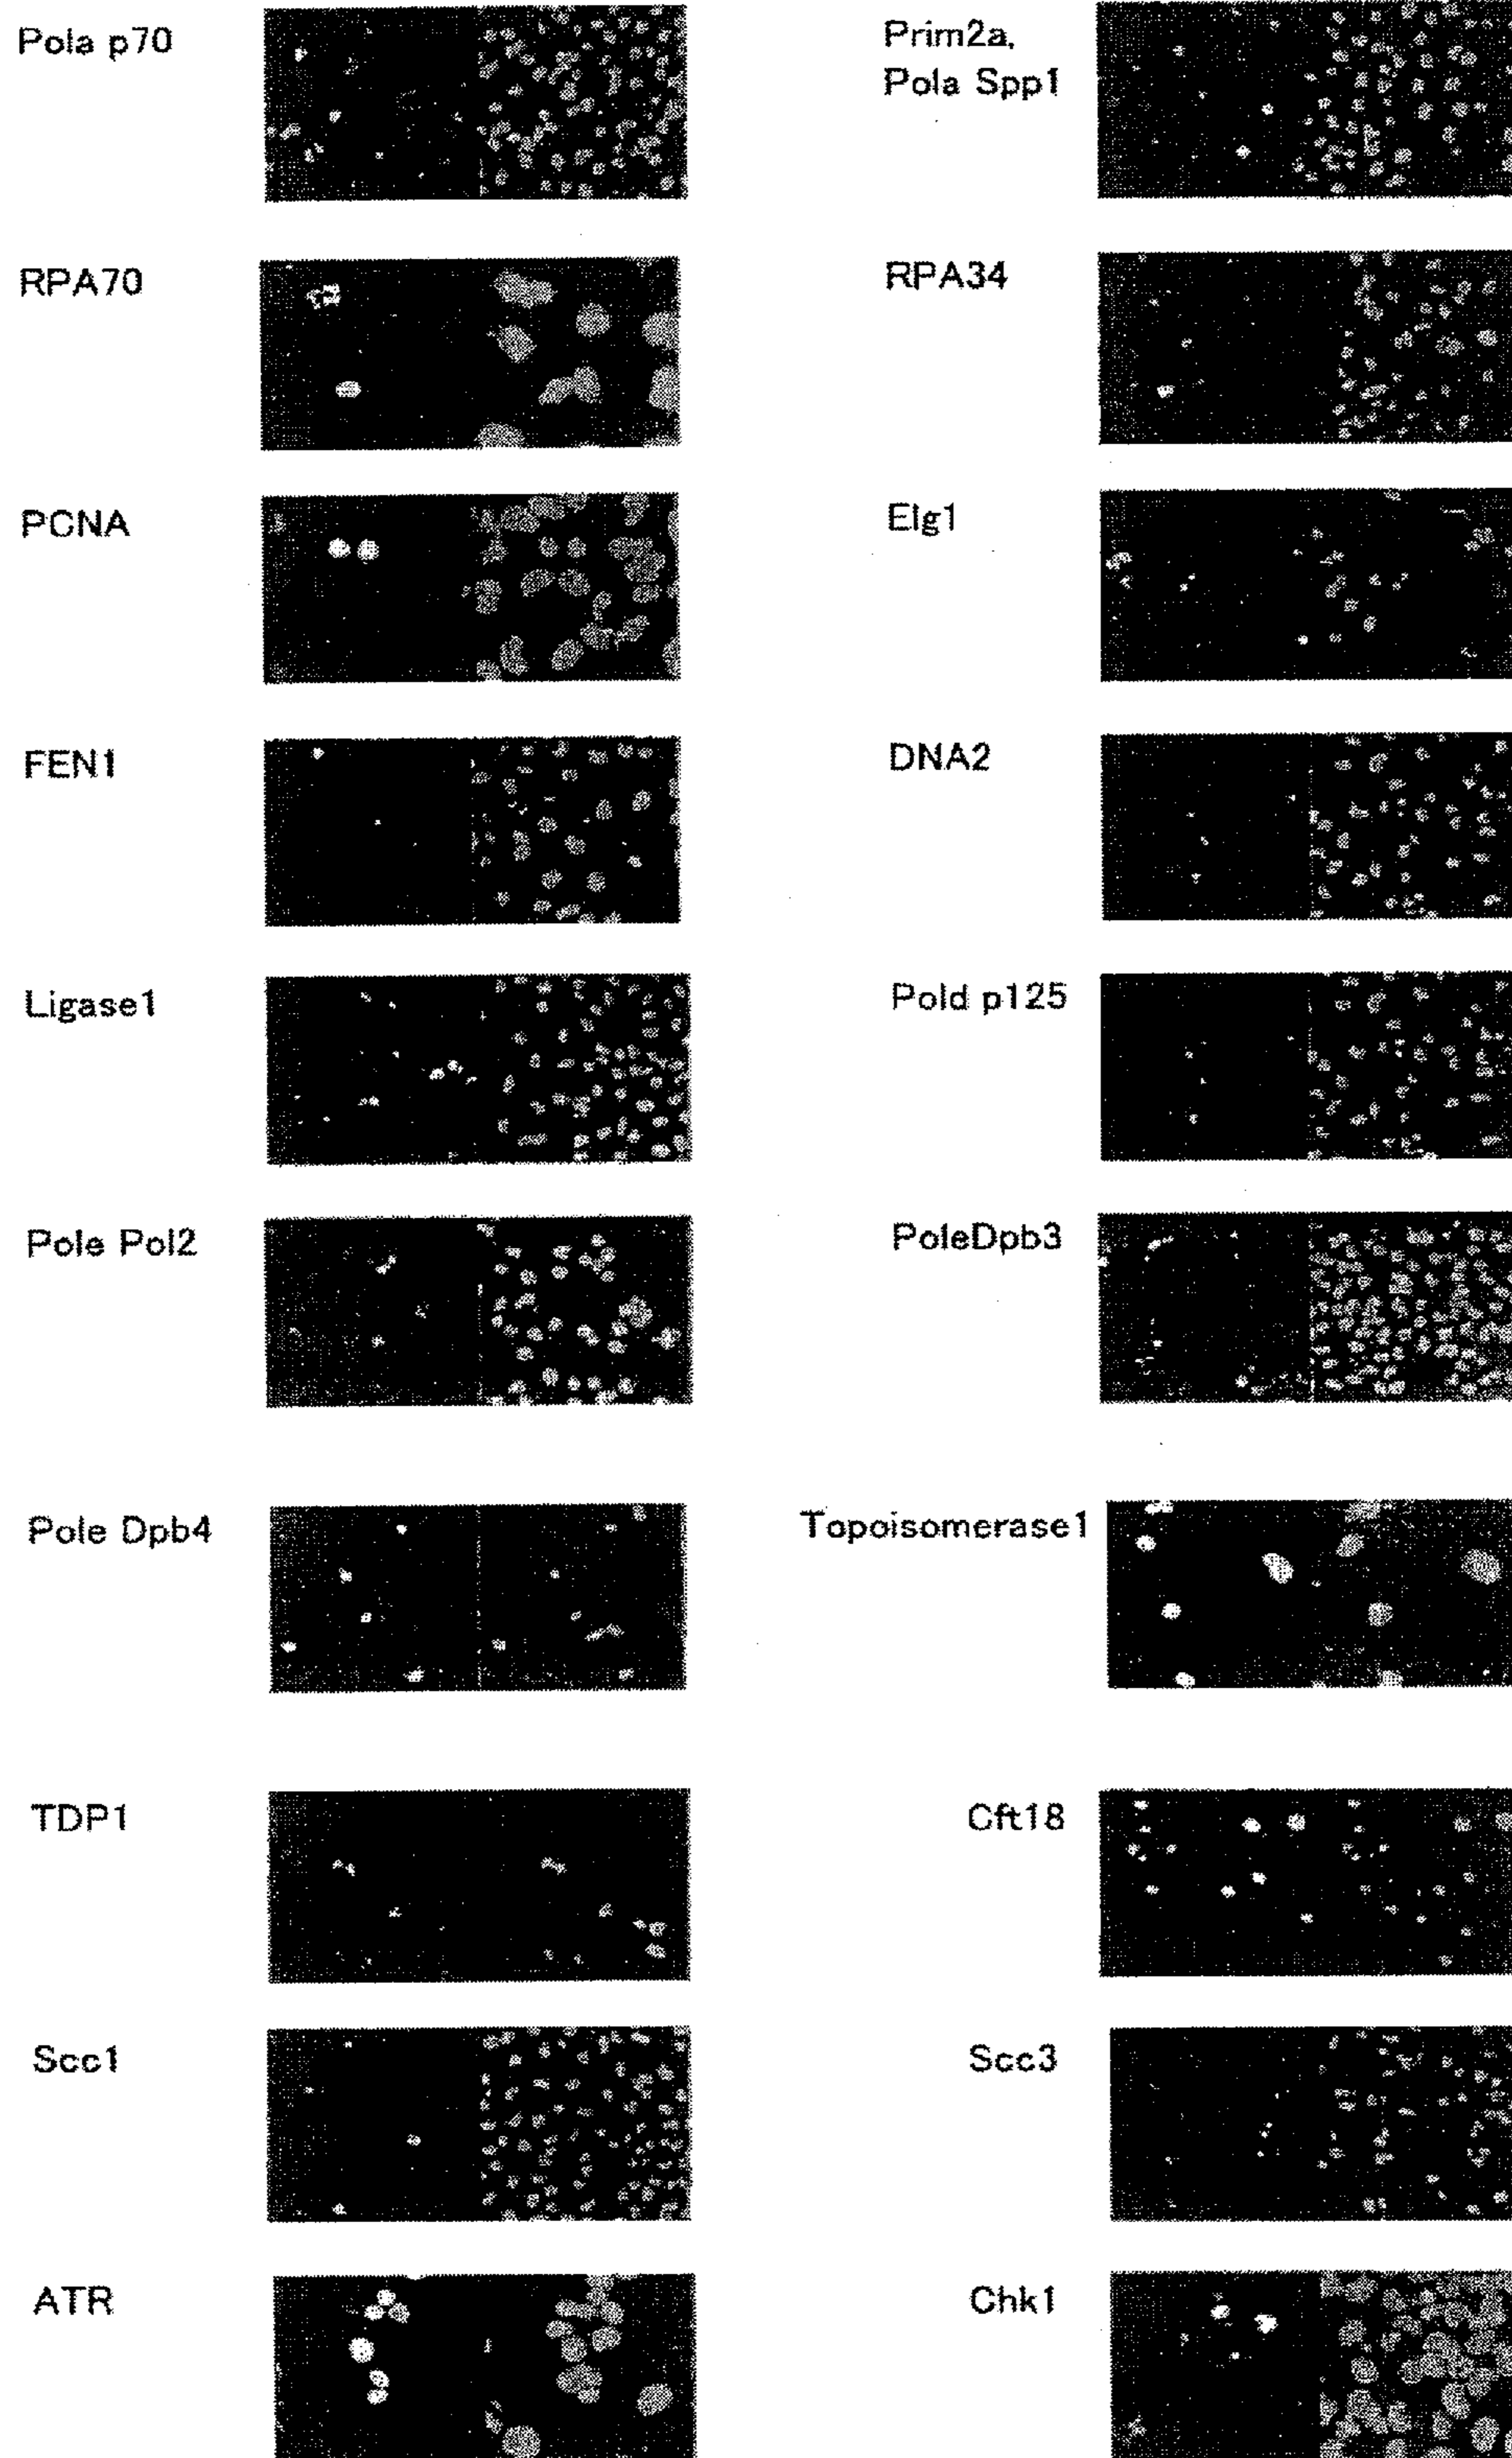 Pola p70
Prim2a,
Pola Spp1
RPA70
RPA34
PCNA
Elg1
FEN1
DNA2
Ligase1
Pold p125
Pole Pol2
PoleDpb3
Pole Dpb4
Topoisomerase1
TDP1
Cft18
Scc1
Scc3
ATR
Chk1